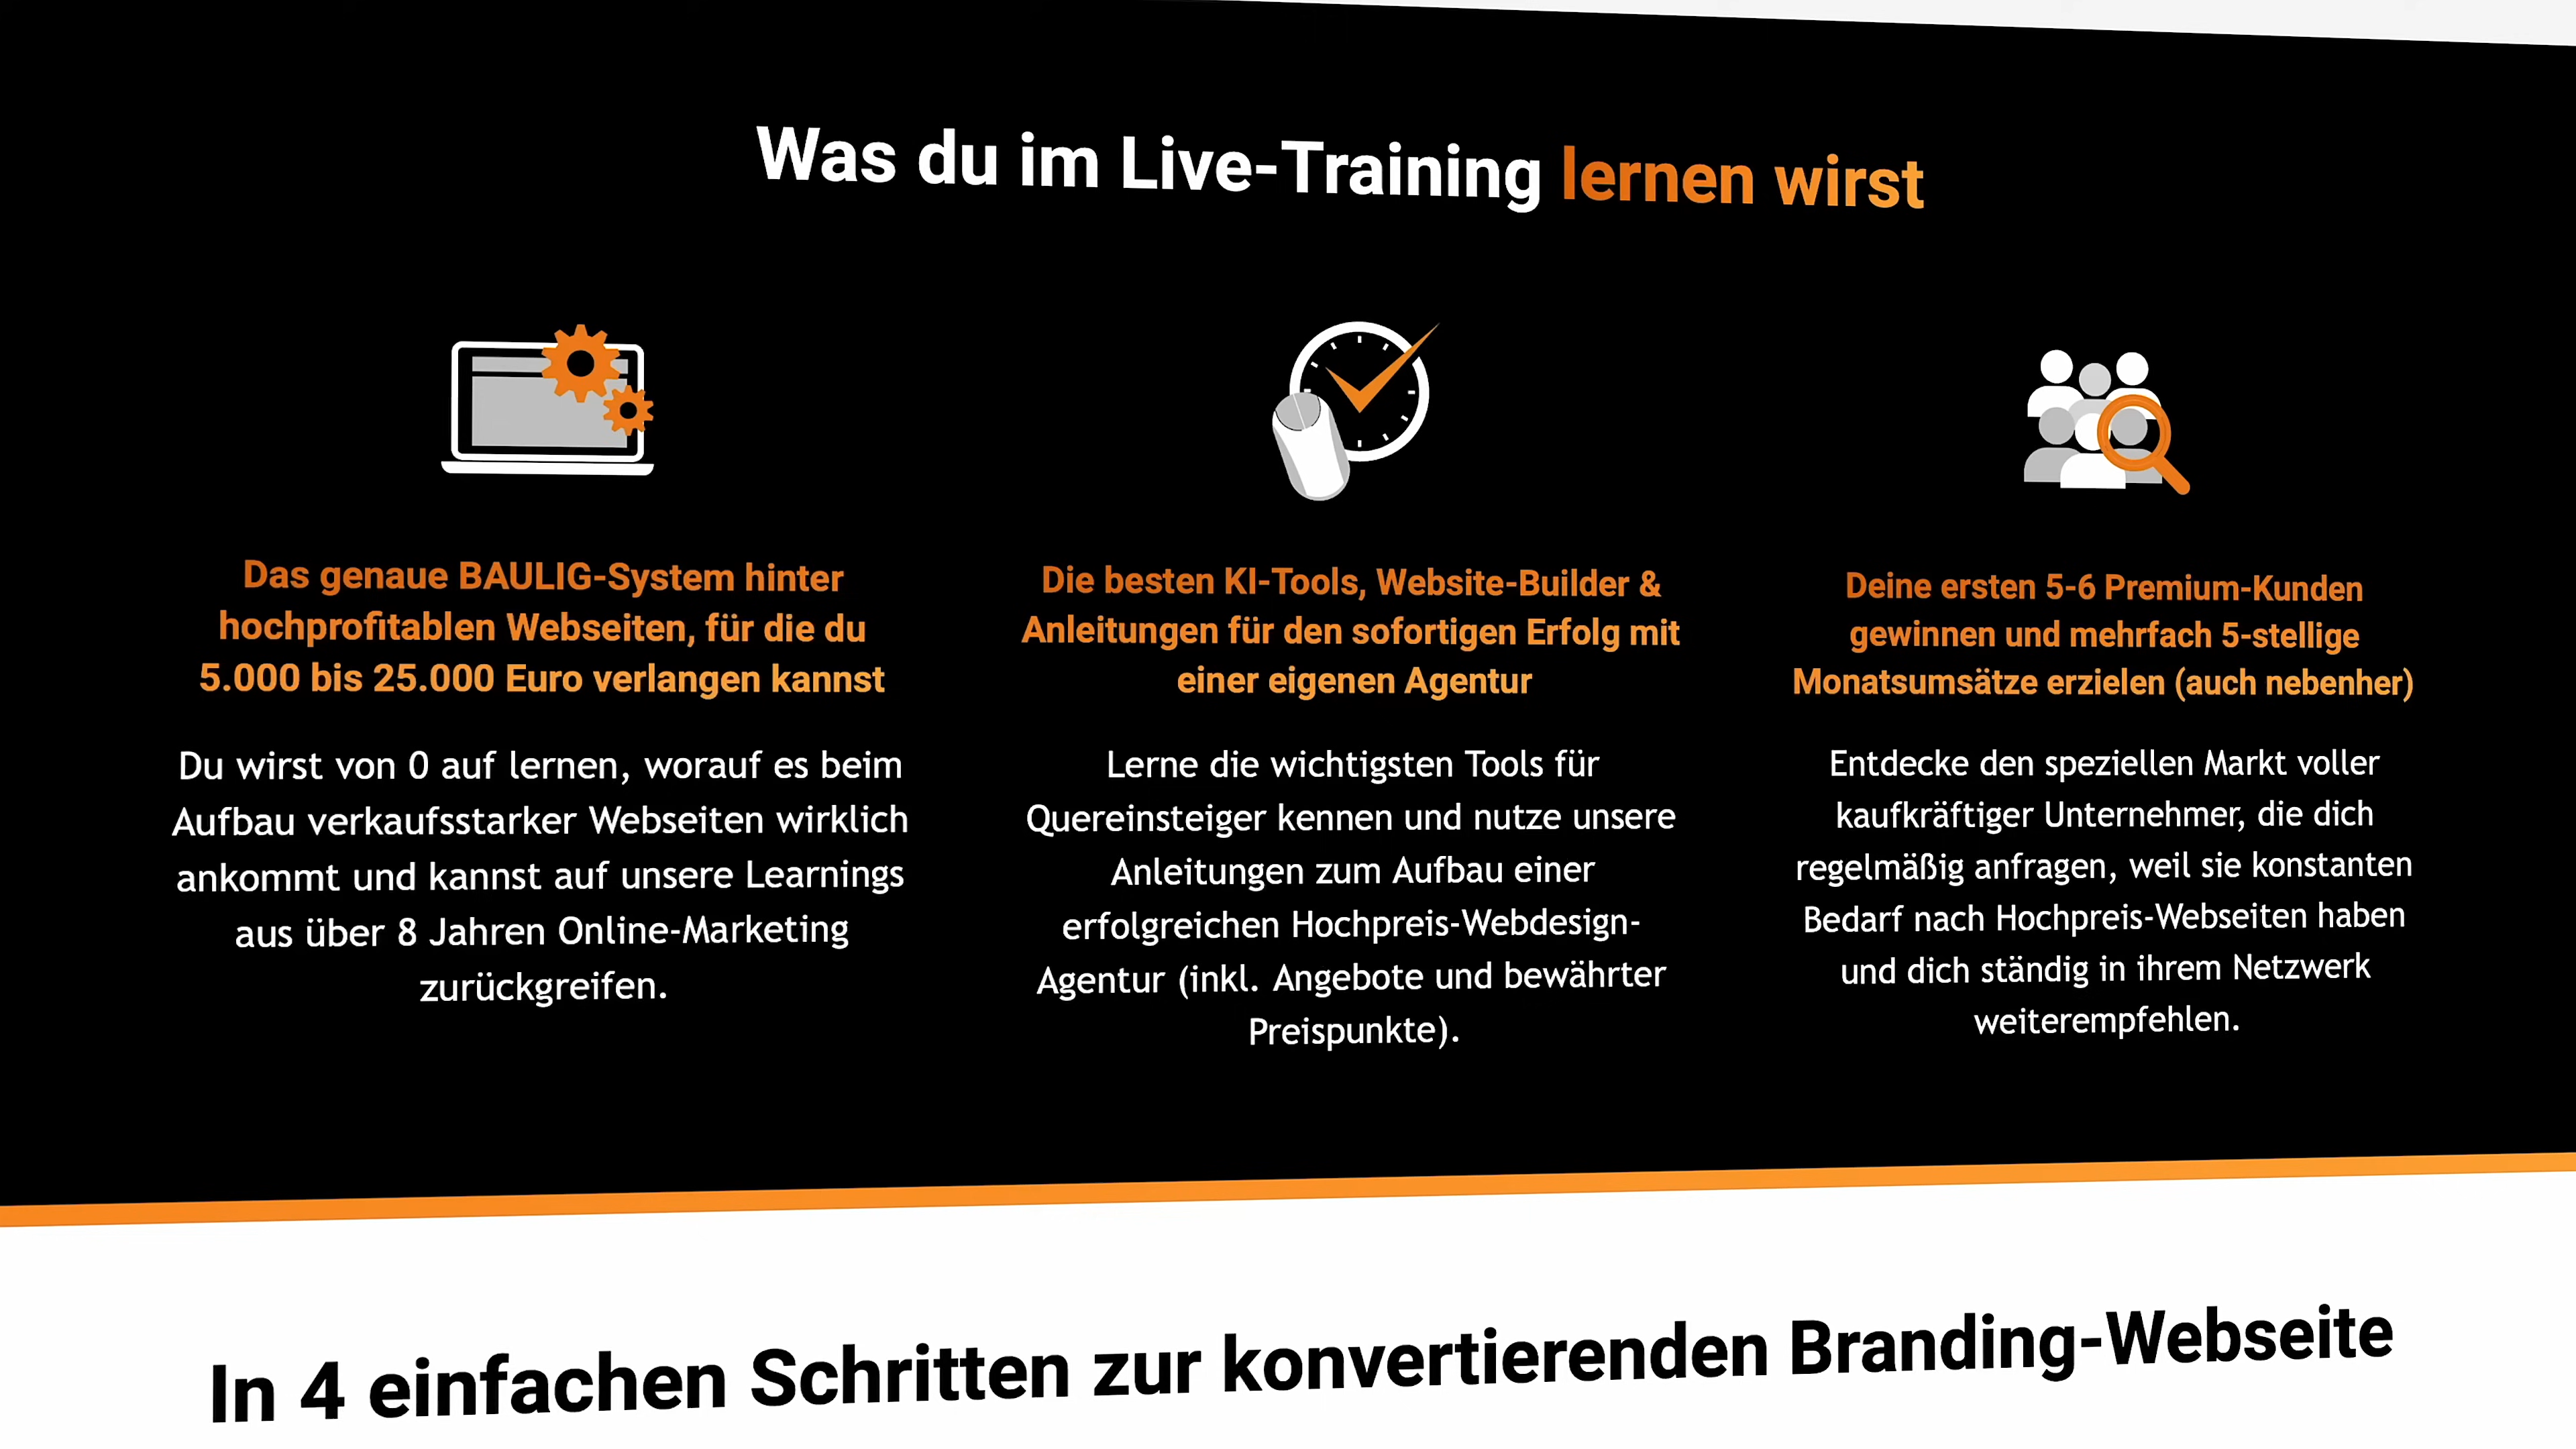 Was du im Live-Training lernen wirst
Das genaue BAULIG-System hinter
hochprofitablen Webseiten, für die du
5.000 bis 25.000 Euro verlangen kannst
Du wirst von 0 auf lernen, worauf es beim
Aufbau verkaufsstarker Webseiten wirklich
ankommt und kannst auf unsere Learnings
aus über 8 Jahren Online-Marketing
zurückgreifen.
Die besten KI-Tools, Website-Builder &
Anleitungen für den sofortigen Erfolg mit
einer eigenen Agentur
Lerne die wichtigsten Tools für
Quereinsteiger kennen und nutze unsere
Anleitungen zum Aufbau einer
erfolgreichen Hochpreis-Webdesign-
Agentur (inkl. Angebote und bewährter
Preispunkte).
Deine ersten 5-6 Premium-Kunden
gewinnen und mehrfach 5-stellige
Monatsumsätze erzielen (auch nebenher)
Entdecke den speziellen Markt voller
kaufkräftiger Unternehmer, die dich
regelmäßig anfragen, weil sie konstanten
Bedarf nach Hochpreis-Webseiten haben
und dich ständig in ihrem Netzwerk
weiterempfehlen.
In 4 einfachen Schritten zur konvertierenden Branding-Webseite